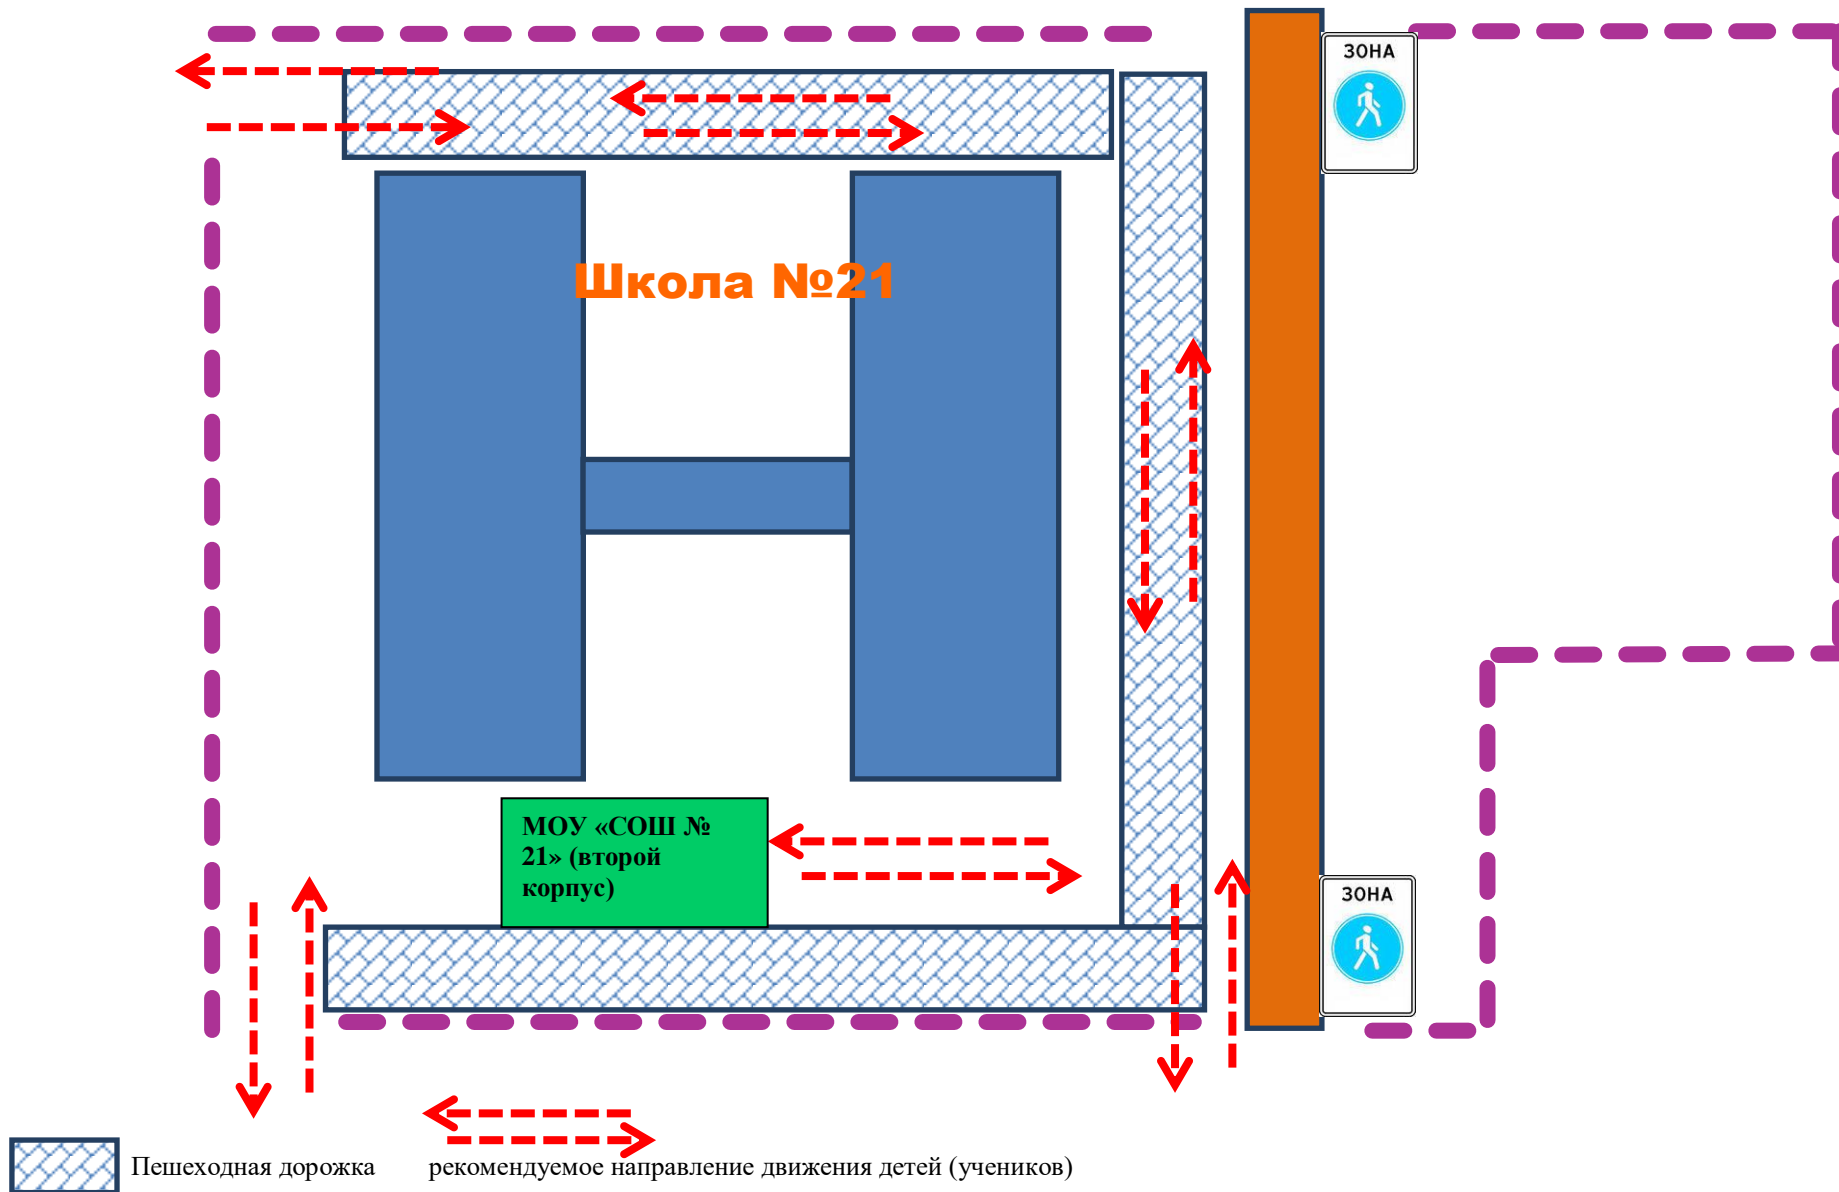 ЗОНА
Школа №21
МОУ «СОШ №
21» (второй
корпус)
ЗОНА
Пешеходная дорожка
рекомендуемое направление движения детей (учеников)